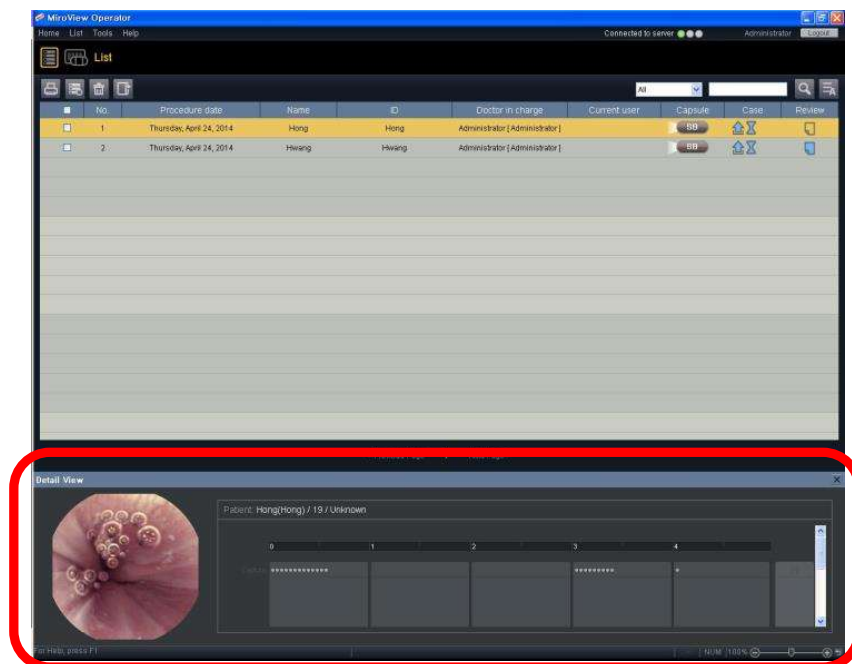 MiroView Operator
Home List Tools Help Connected to server Administrator Logout
List
All
No. Procedure date Name ID Doctor in charge Current user Capsule Case Review
1 Thursday, April 24, 2014 Hong Hong Administrator [ Administrator ] SB
2 Thursday, April 24, 2014 Hwang Hwang Administrator [ Administrator ] SB
Detail View
Patient: Hong(Hong) / 19 / Unknown
0 1 2 3 4
For Help, press F1 NUM 100%